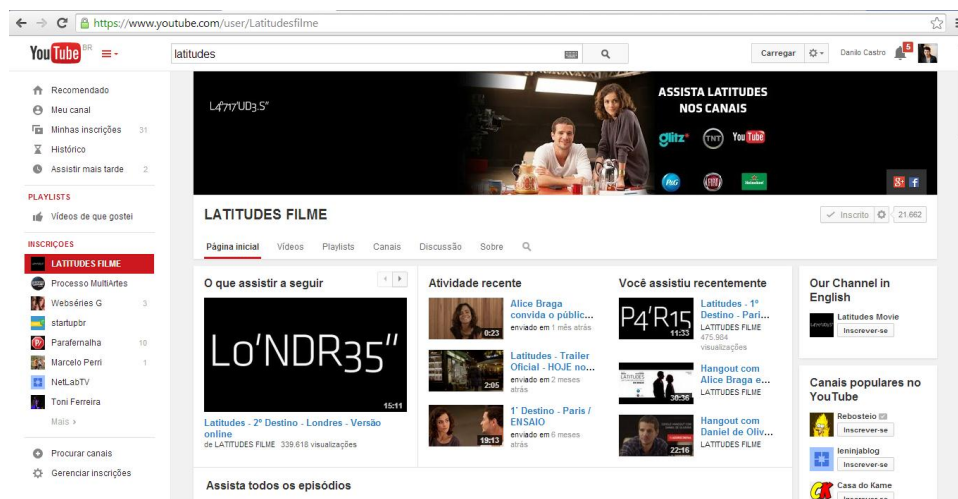 https://www.youtube.com/user/Latitudesfilme
YouTube BR
latitudes
Carregar
Danilo Castro
5
Recomendado
Meu canal
Minhas inscrições 31
Histórico
Assistir mais tarde 2
PLAYLISTS
Vídeos de que gostei
INSCRIÇÕES
LATITUDES FILME
Processo MultiArtes
Webséries G 3
startupbr
Parafernalha 10
Marcelo Perri 1
NetLabTV
Toni Ferreira
Mais
Procurar canais
Gerenciar inscrições
ASSISTA LATITUDES
NOS CANAIS
glitz*
TNT
YouTube
P&G
FIAT
Heineken
LATITUDES FILME
Inscrito
21.662
Página inicial Vídeos Playlists Canais Discussão Sobre
O que assistir a seguir
Lo'NDR35"
15:11
Latitudes - 2º Destino - Londres - Versão
online
de LATITUDES FILME 339.618 visualizações
Assista todos os episódios
Atividade recente
0:23
Alice Braga
convida o públic...
enviado em 1 mês atrás
2:05
Latitudes - Trailer
Oficial - HOJE no...
enviado em 2 meses
atrás
19:13
1° Destino - Paris /
ENSAIO
enviado em 6 meses
atrás
Você assistiu recentemente
P4'R15
11:33
Latitudes - 1º
Destino - Pari...
LATITUDES FILME
475.984
visualizações
30:36
Hangout com
Alice Braga e...
LATITUDES FILME
22:16
Hangout com
Daniel de Oliv...
LATITUDES FILME
Our Channel in
English
Latitudes Movie
Inscrever-se
Canais populares no
YouTube
Rebosteio
Inscrever-se
leninjablog
Inscrever-se
Casa do Kame
Inscrever-se